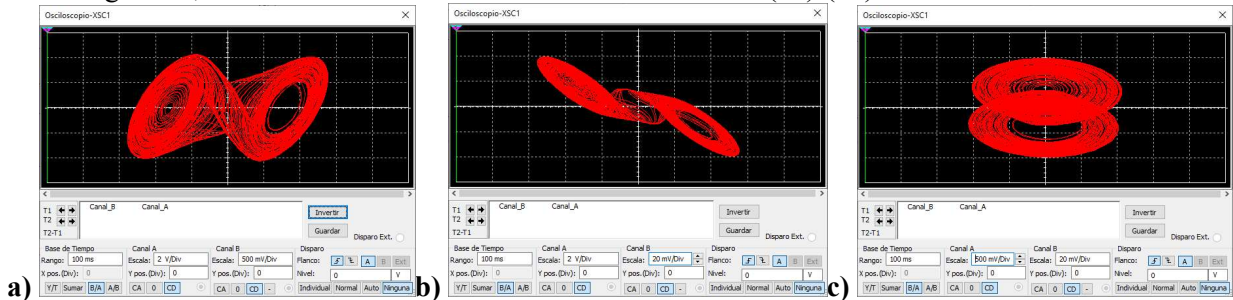 Osciloscopio-XSC1
T1
T2
T2-T1
Canal_B Canal_A
Invertir
Guardar
Disparo Ext.
Base de Tiempo
Rango: 100 ms
X pos.(Div): 0
Y/T Sumar B/A A/B
Canal A
Escala: 2 V/Div
Y pos.(Div): 0
CA 0 CD
Canal B
Escala: 500 mV/Div
Y pos.(Div): 0
CA 0 CD -
Disparo
Flanco: A B Ext
Nivel: 0 V
Individual Normal Auto Ninguna
a)
Osciloscopio-XSC1
T1
T2
T2-T1
Canal_B Canal_A
Invertir
Guardar
Disparo Ext.
Base de Tiempo
Rango: 100 ms
X pos.(Div): 0
Y/T Sumar B/A A/B
Canal A
Escala: 2 V/Div
Y pos.(Div): 0
CA 0 CD
Canal B
Escala: 20 mV/Div
Y pos.(Div): 0
CA 0 CD -
Disparo
Flanco: A B Ext
Nivel: 0 V
Individual Normal Auto Ninguna
b)
Osciloscopio-XSC1
T1
T2
T2-T1
Canal_B Canal_A
Invertir
Guardar
Disparo Ext.
Base de Tiempo
Rango: 100 ms
X pos.(Div): 0
Y/T Sumar B/A A/B
Canal A
Escala: 500 mV/Div
Y pos.(Div): 0
CA 0 CD
Canal B
Escala: 20 mV/Div
Y pos.(Div): 0
CA 0 CD -
Disparo
Flanco: A B Ext
Nivel: 0 V
Individual Normal Auto Ninguna
c)